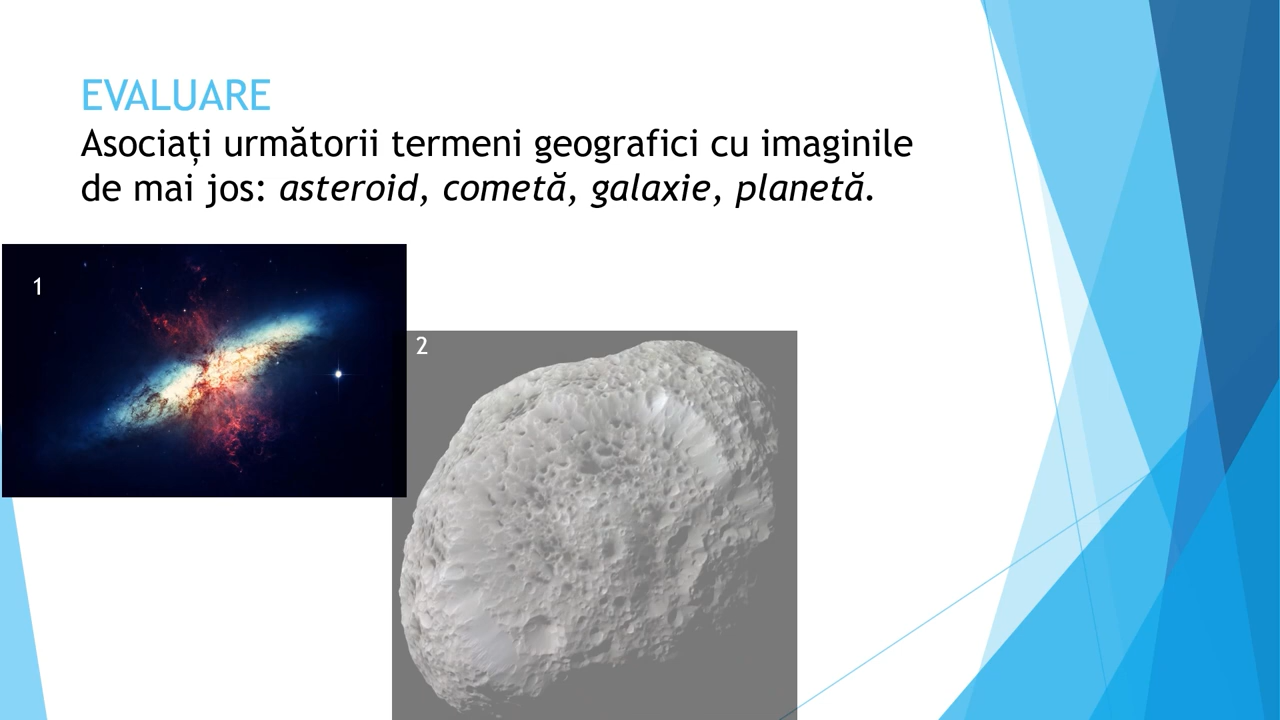 EVALUARE
Asociați următorii termeni geografici cu imaginile
de mai jos: asteroid, cometă, galaxie, planetă.
1
2